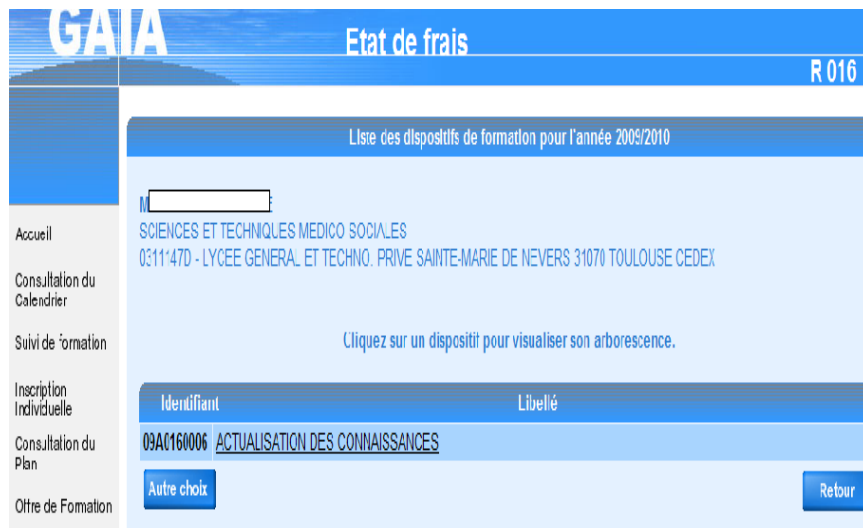 GAIA
Etat de frais
R 016
Liste des dispositifs de formation pour l'année 2009/2010
SCIENCES ET TECHNIQUES MEDICO SOCIALES
0311147D - LYCEE GENERAL ET TECHNO. PRIVE SAINTE-MARIE DE NEVERS 31070 TOULOUSE CEDEX
Cliquez sur un dispositif pour visualiser son arborescence.
Accueil
Consultation du
Calendrier
Suivi de formation
Inscription
Individuelle
Consultation du
Plan
Offre de Formation
Identifiant Libellé
09A0160006 ACTUALISATION DES CONNAISSANCES
Autre choix
Retour